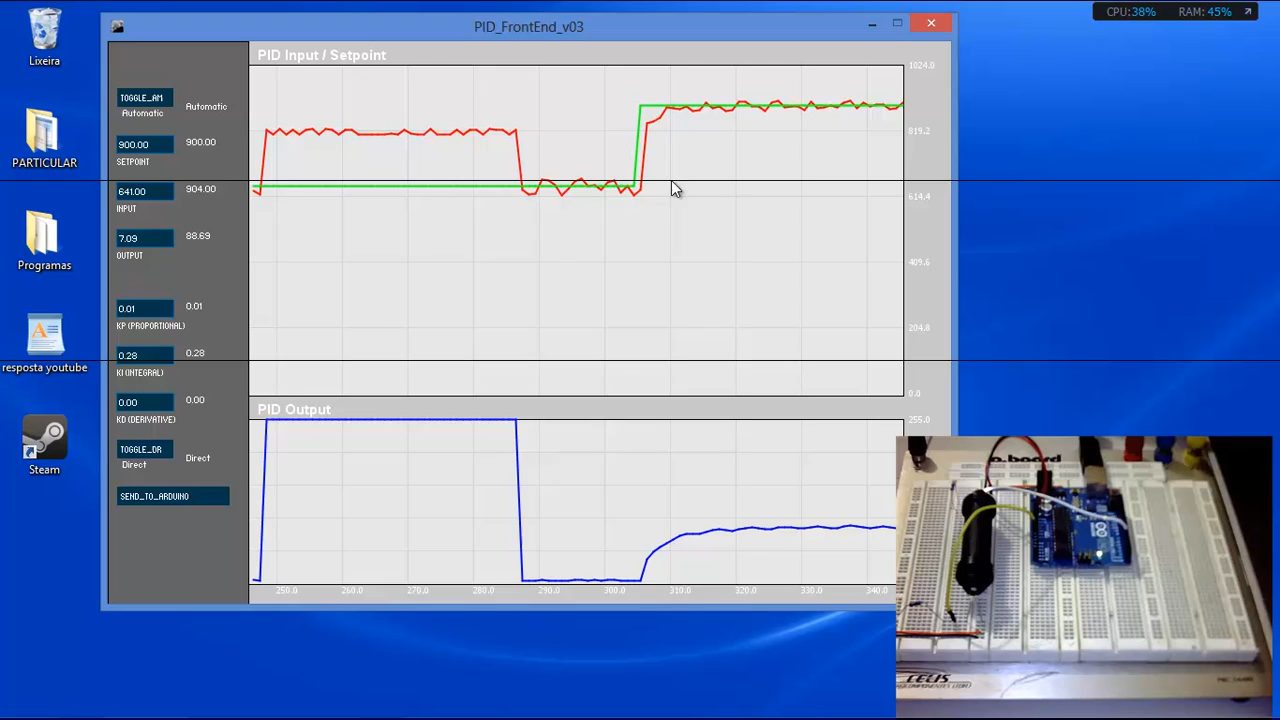 CPU:38% RAM: 45%
Lixeira
PARTICULAR
Programas
resposta youtube
Steam
PID_FrontEnd_v03
TOGGLE_AM
Automatic
Automatic
900.00
900.00
SETPOINT
641.00
904.00
INPUT
7.09
88.69
OUTPUT
0.01
0.01
KP (PROPORTIONAL)
0.28
0.28
KI (INTEGRAL)
0.00
0.00
KD (DERIVATIVE)
TOGGLE_DR
Direct
Direct
SEND_TO_ARDUINO
PID Input / Setpoint
1024.0
819.2
614.4
409.6
204.8
0.0
PID Output
255.0
250.0 260.0 270.0 280.0 290.0 300.0 310.0 320.0 330.0 340.0
o.board
CELIS